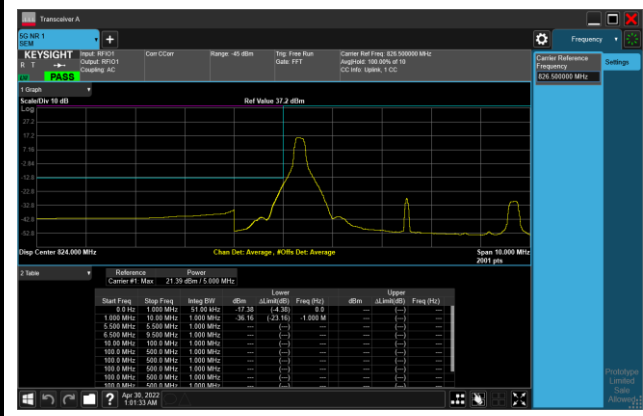 Transceiver A
5G NR 1
SEM
+
Frequency
KEYSIGHT
R T
PASS
Input: RFIO1
Output: RFIO1
Coupling: AC
Corr CCorr
Range: -45 dBm
Trig: Free Run
Gate: FFT
Carrier Ref Freq: 826.500000 MHz
Avg|Hold: 100.00% of 10
CC Info: Uplink, 1 CC
Carrier Reference
Frequency
826.500000 MHz
Settings
1 Graph
Scale/Div 10 dB
Ref Value 37.2 dBm
Log
27.2
17.2
7.16
-2.84
-12.8
-22.8
-32.8
-42.8
-52.8
Disp Center 824.000 MHz
Chan Det: Average , #Offs Det: Average
Span 10.000 MHz
2001 pts
2 Table
Reference Power
Carrier #1: Max 21.39 dBm / 5.000 MHz
Lower Upper
Start Freq Stop Freq Integ BW dBm ΔLimit(dB) Freq (Hz) dBm ΔLimit(dB) Freq (Hz)
0.0 Hz 1.000 MHz 51.00 kHz -17.38 (-4.38) 0.0 --- (---) ---
1.000 MHz 10.00 MHz 1.000 MHz -36.16 (-23.16) -1.000 M --- (---) ---
5.500 MHz 5.500 MHz 1.000 MHz --- (---) --- --- (---) ---
6.500 MHz 9.500 MHz 1.000 MHz --- (---) --- --- (---) ---
10.00 MHz 100.0 MHz 1.000 MHz --- (---) --- --- (---) ---
100.0 MHz 500.0 MHz 1.000 MHz --- (---) --- --- (---) ---
100.0 MHz 500.0 MHz 1.000 MHz --- (---) --- --- (---) ---
100.0 MHz 500.0 MHz 1.000 MHz --- (---) --- --- (---) ---
100.0 MHz 500.0 MHz 1.000 MHz --- (---) --- --- (---) ---
Prototype
Limited
Sale
Allowed
Apr 30, 2022
1:01:33 AM